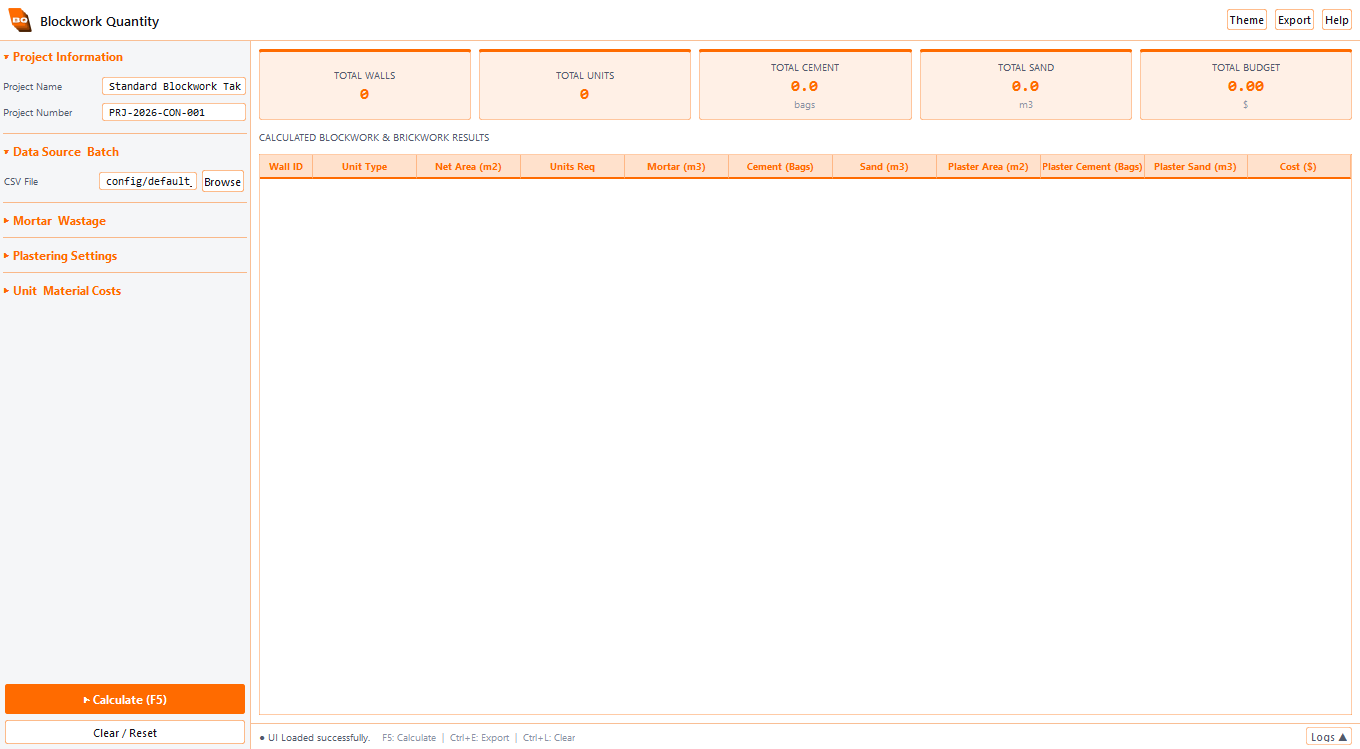 BQ
Blockwork Quantity
Theme Export Help
Project Information
Project Name Standard Blockwork Tak
Project Number PRJ-2026-CON-001
Data Source Batch
CSV File config/default_ Browse
Mortar Wastage
Plastering Settings
Unit Material Costs
Calculate (F5)
Clear / Reset
TOTAL WALLS
0
TOTAL UNITS
0
TOTAL CEMENT
0.0
bags
TOTAL SAND
0.0
m3
TOTAL BUDGET
0.00
$
CALCULATED BLOCKWORK & BRICKWORK RESULTS
Wall ID Unit Type Net Area (m2) Units Req Mortar (m3) Cement (Bags) Sand (m3) Plaster Area (m2) Plaster Cement (Bags) Plaster Sand (m3) Cost ($)
● UI Loaded successfully. F5: Calculate | Ctrl+E: Export | Ctrl+L: Clear
Logs ▲